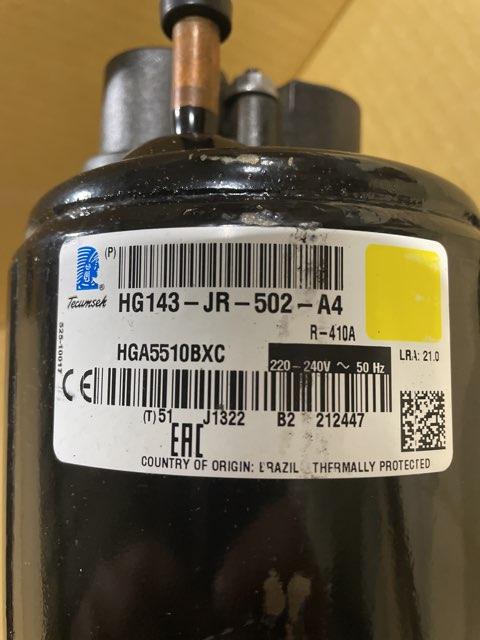 (P)
Tecumseh
HG143-JR-502-A4
R-410A
HGA5510BXC
220-240V ~ 50 Hz
LRA: 21.0
525-10017
CE
(T) 51 J1322 B2 212447
EAC
COUNTRY OF ORIGIN: BRAZIL THERMALLY PROTECTED